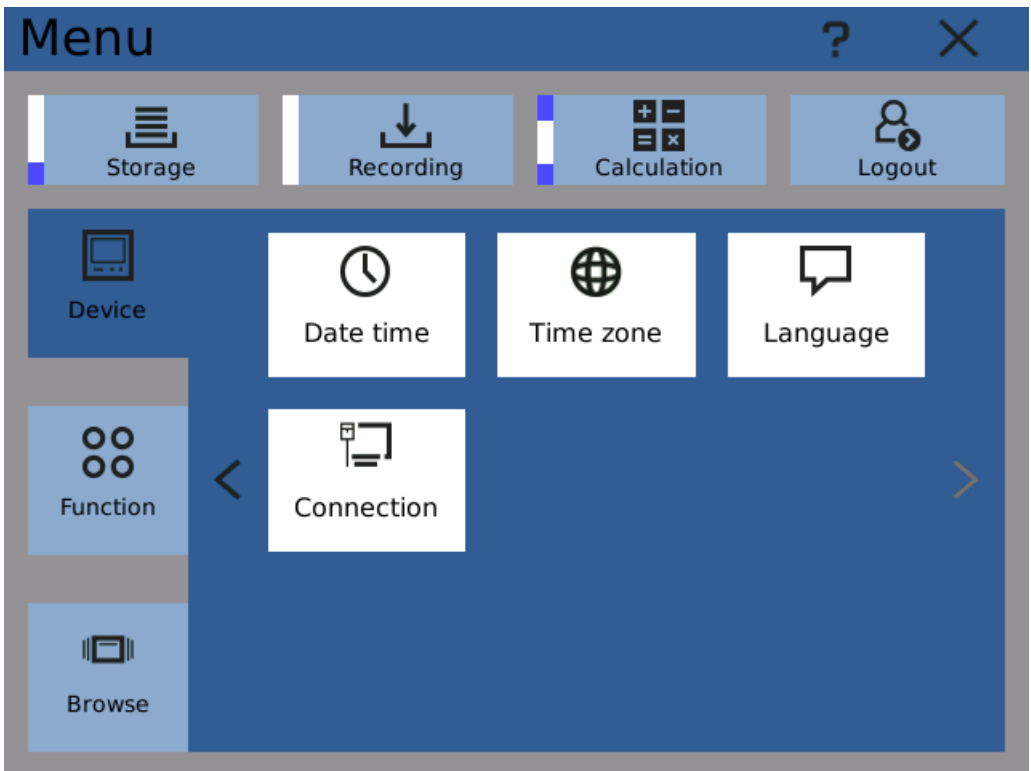 Menu ?
Storage
Recording
Calculation
Logout
Device
Date time
Time zone
Language
Function
Connection
Browse